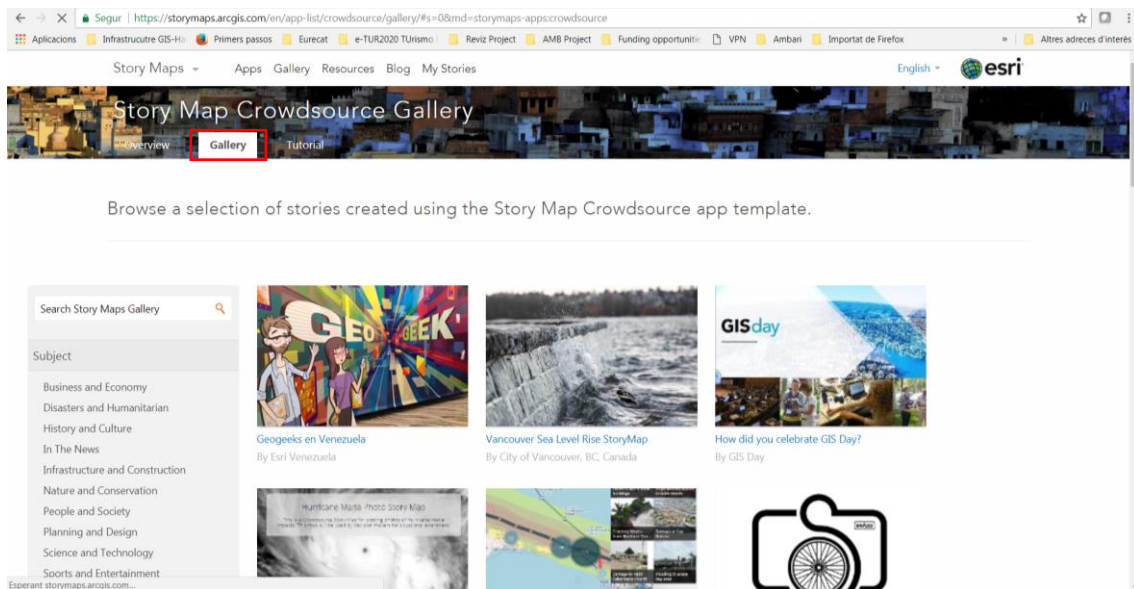 Segur | https://storymaps.arcgis.com/en/app-list/crowdsource/gallery/#s=0&md=storymaps-apps:crowdsource
Aplicacions Infrastrucutre GIS-Ha Primers passos Eurecat e-TUR2020 TUrismo Reviz Project AMB Project Funding opportunitie VPN Ambari Importat de Firefox » Altres adreces d'interès
Story Maps Apps Gallery Resources Blog My Stories English esri
Story Map Crowdsource Gallery
Overview Gallery Tutorial
Browse a selection of stories created using the Story Map Crowdsource app template.
Search Story Maps Gallery
Subject
Business and Economy
Disasters and Humanitarian
History and Culture
In The News
Infrastructure and Construction
Nature and Conservation
People and Society
Planning and Design
Science and Technology
Sports and Entertainment
GEO GEEK
Geogeeks en Venezuela
By Esri Venezuela
Vancouver Sea Level Rise StoryMap
By City of Vancouver, BC, Canada
GISday
How did you celebrate GIS Day?
By GIS Day
Hurricane Maria Photo Story Map
Esperant storymaps.arcgis.com...